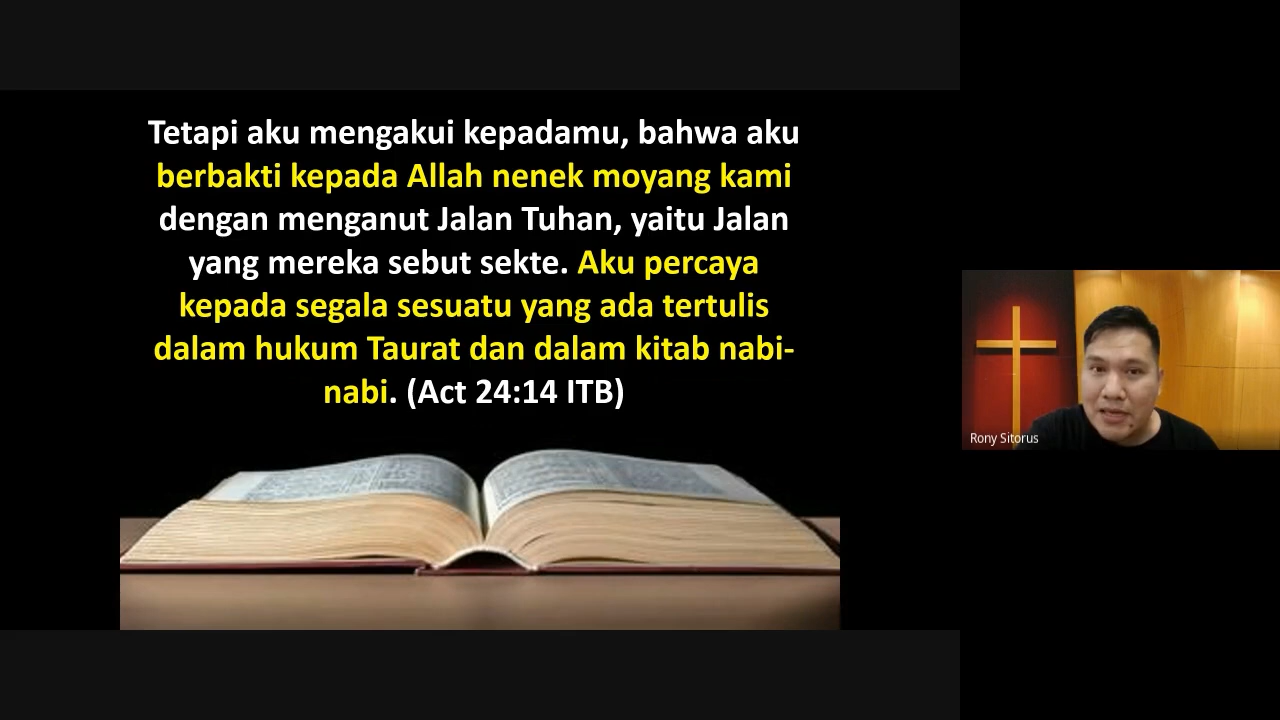 Tetapi aku mengakui kepadamu, bahwa aku
berbakti kepada Allah nenek moyang kami
dengan menganut Jalan Tuhan, yaitu Jalan
yang mereka sebut sekte. Aku percaya
kepada segala sesuatu yang ada tertulis
dalam hukum Taurat dan dalam kitab nabi-
nabi. (Act 24:14 ITB)
Rony Sitorus